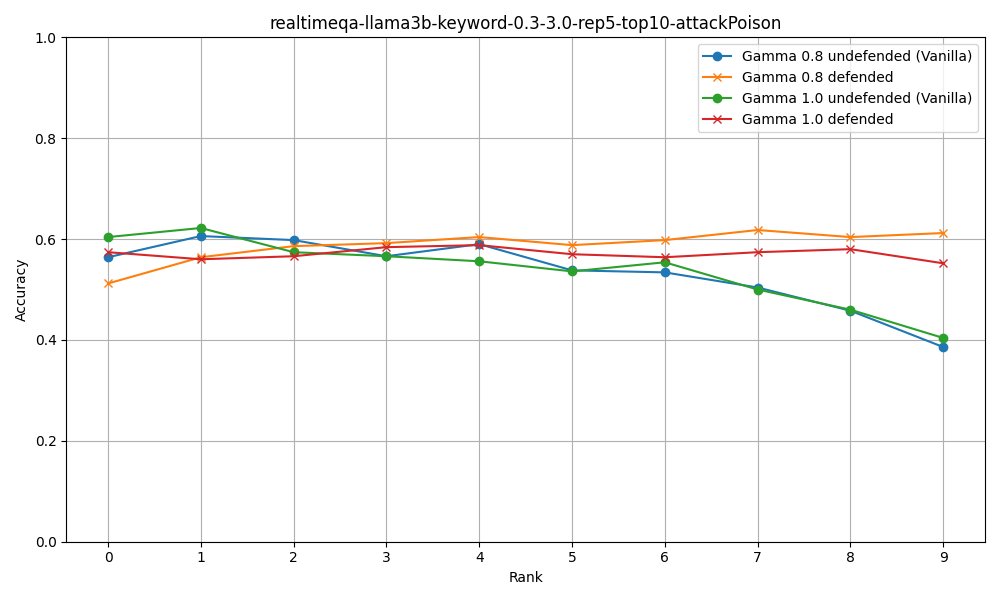 realtimeqa-llama3b-keyword-0.3-3.0-rep5-top10-attackPoison
Gamma 0.8 undefended (Vanilla)
Gamma 0.8 defended
Gamma 1.0 undefended (Vanilla)
Gamma 1.0 defended
Accuracy
1.0
0.8
0.6
0.4
0.2
0.0
0 1 2 3 4 5 6 7 8 9
Rank